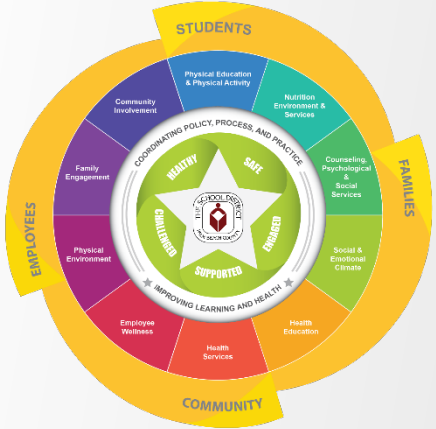 STUDENTS
FAMILIES
COMMUNITY
EMPLOYEES
Physical Education
& Physical Activity
Nutrition
Environment &
Services
Counseling,
Psychological
&
Social
Services
Social &
Emotional
Climate
Health
Education
Health
Services
Employee
Wellness
Physical
Environment
Family
Engagement
Community
Involvement
COORDINATING POLICY, PROCESS, AND PRACTICE
IMPROVING LEARNING AND HEALTH
HEALTHY
SAFE
ENGAGED
SUPPORTED
CHALLENGED
THE SCHOOL DISTRICT